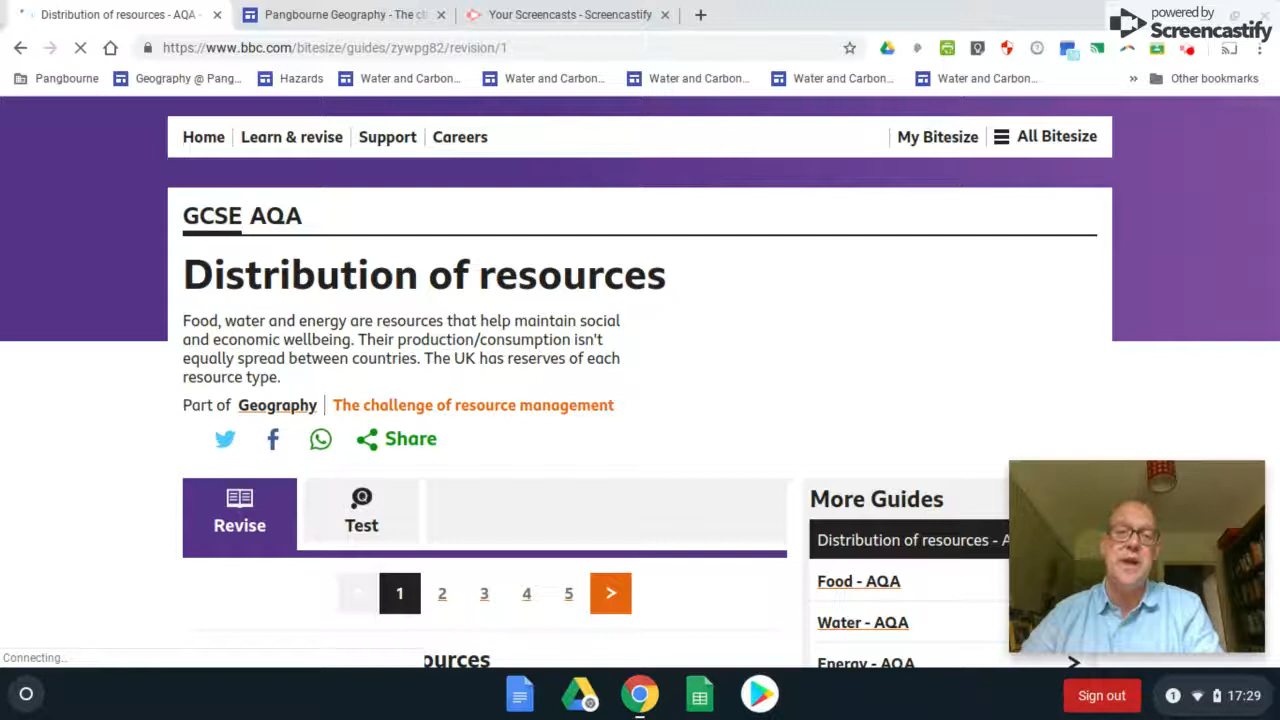 Distribution of resources - AQA -
Pangbourne Geography - The cl
Your Screencasts - Screencastify
powered by
Screencastify
https://www.bbc.com/bitesize/guides/zywpg82/revision/1
Pangbourne
Geography @ Pang...
Hazards
Water and Carbon...
Water and Carbon...
Water and Carbon...
Water and Carbon...
Water and Carbon...
Other bookmarks
Home
Learn & revise
Support
Careers
My Bitesize
All Bitesize
GCSE AQA
Distribution of resources
Food, water and energy are resources that help maintain social
and economic wellbeing. Their production/consumption isn't
equally spread between countries. The UK has reserves of each
resource type.
Part of Geography | The challenge of resource management
Share
Revise
Test
More Guides
Distribution of resources - A
Food - AQA
Water - AQA
Energy - AQA
1
2
3
4
5
>
Connecting...
ources
Sign out
1
17:29